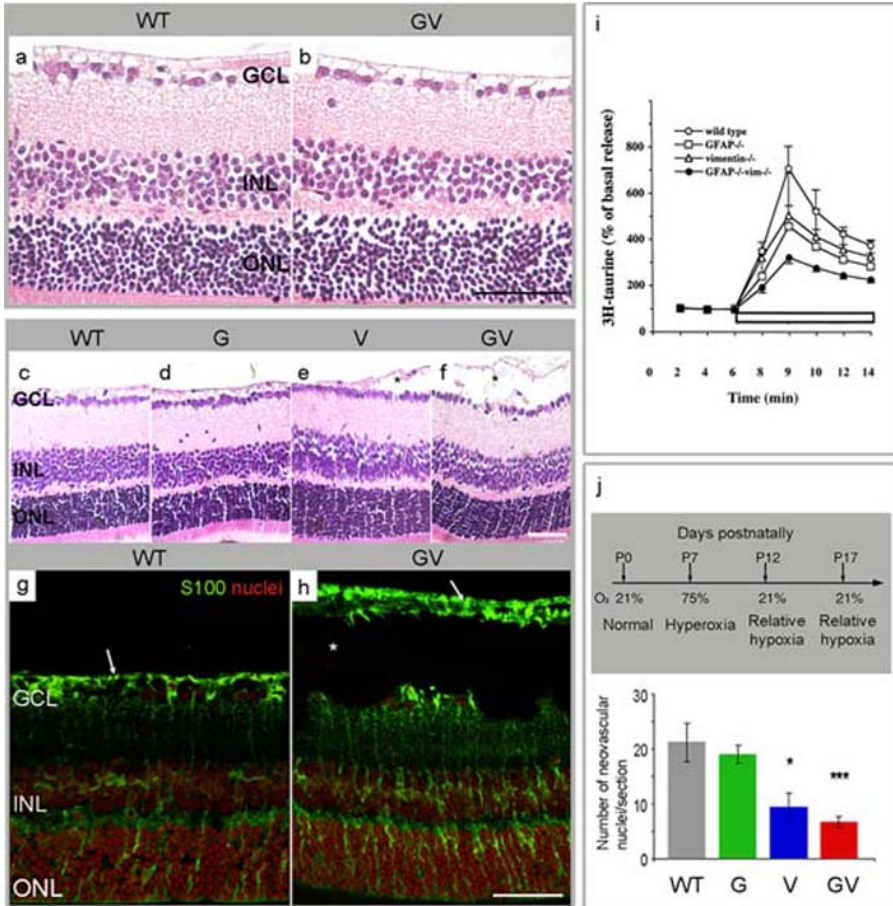 WT GV
a b
GCL
INL
ONL
WT G V GV
c d e f
* *
GCL
INL
ONL
WT GV
g S100 nuclei h
*
GCL
INL
ONL
i
wild type
GFAP-/-
vimentin-/-
GFAP-/-vim-/-
3H-taurine (% of basal release)
800
600
400
200
0
0 2 4 6 8 9 10 12 14
Time (min)
j
Days postnatally
P0 P7 P12 P17
O₂ 21% 75% 21% 21%
Normal Hyperoxia Relative hypoxia Relative hypoxia
Number of neovascular
nuclei/section
30
20
10
0
* ***
WT G V GV